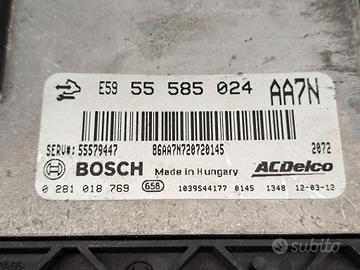 E59 55 585 024 AA7N
SERV#: 55579447 86AA7N720720145 2072
BOSCH Made in Hungary ACDelco
0 281 018 769 658 1039S44177 0145 1348 12-03-12
subito